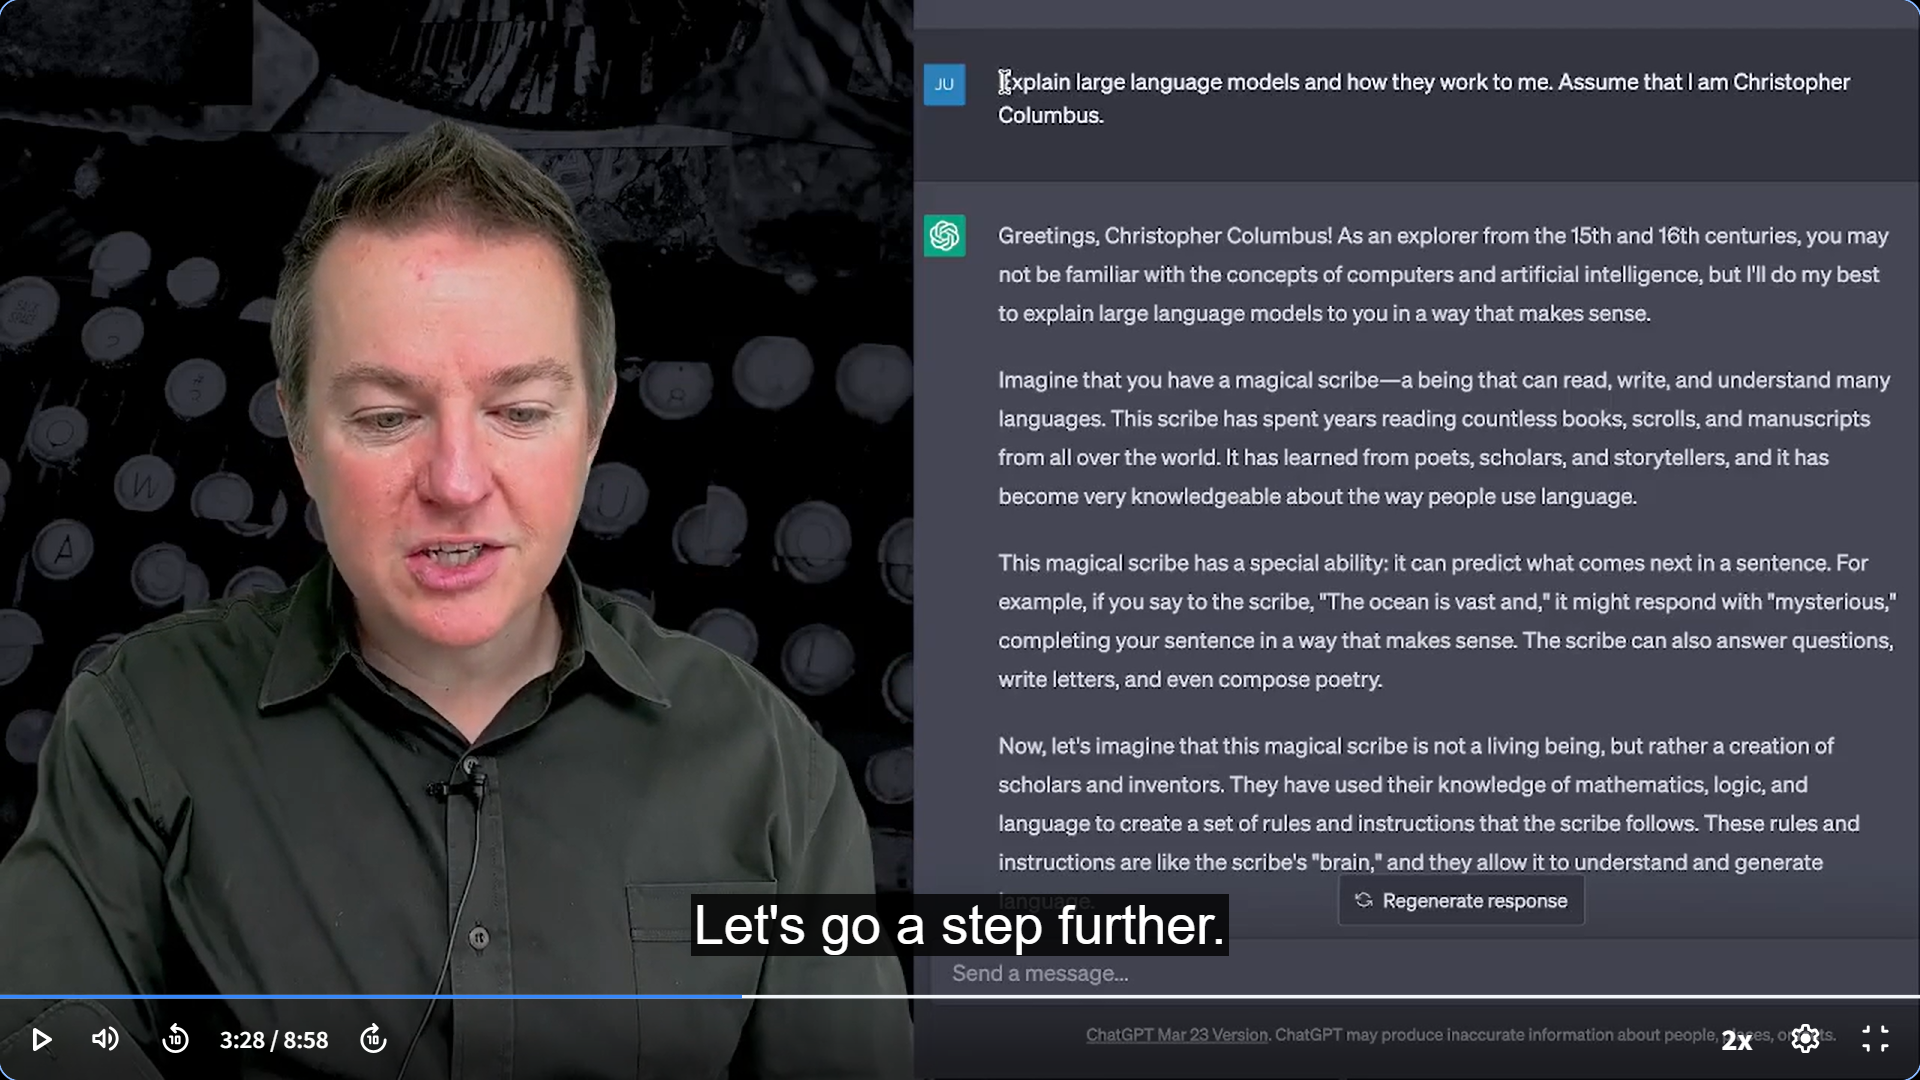 JU
Explain large language models and how they work to me. Assume that I am Christopher
Columbus.
Greetings, Christopher Columbus! As an explorer from the 15th and 16th centuries, you may
not be familiar with the concepts of computers and artificial intelligence, but I'll do my best
to explain large language models to you in a way that makes sense.
Imagine that you have a magical scribe—a being that can read, write, and understand many
languages. This scribe has spent years reading countless books, scrolls, and manuscripts
from all over the world. It has learned from poets, scholars, and storytellers, and it has
become very knowledgeable about the way people use language.
This magical scribe has a special ability: it can predict what comes next in a sentence. For
example, if you say to the scribe, "The ocean is vast and," it might respond with "mysterious,"
completing your sentence in a way that makes sense. The scribe can also answer questions,
write letters, and even compose poetry.
Now, let's imagine that this magical scribe is not a living being, but rather a creation of
scholars and inventors. They have used their knowledge of mathematics, logic, and
language to create a set of rules and instructions that the scribe follows. These rules and
instructions are like the scribe's "brain," and they allow it to understand and generate
language.
Regenerate response
Let's go a step further.
Send a message...
10
3:28 / 8:58
10
ChatGPT Mar 23 Version. ChatGPT may produce inaccurate information about people,
2x
W
A
O
U